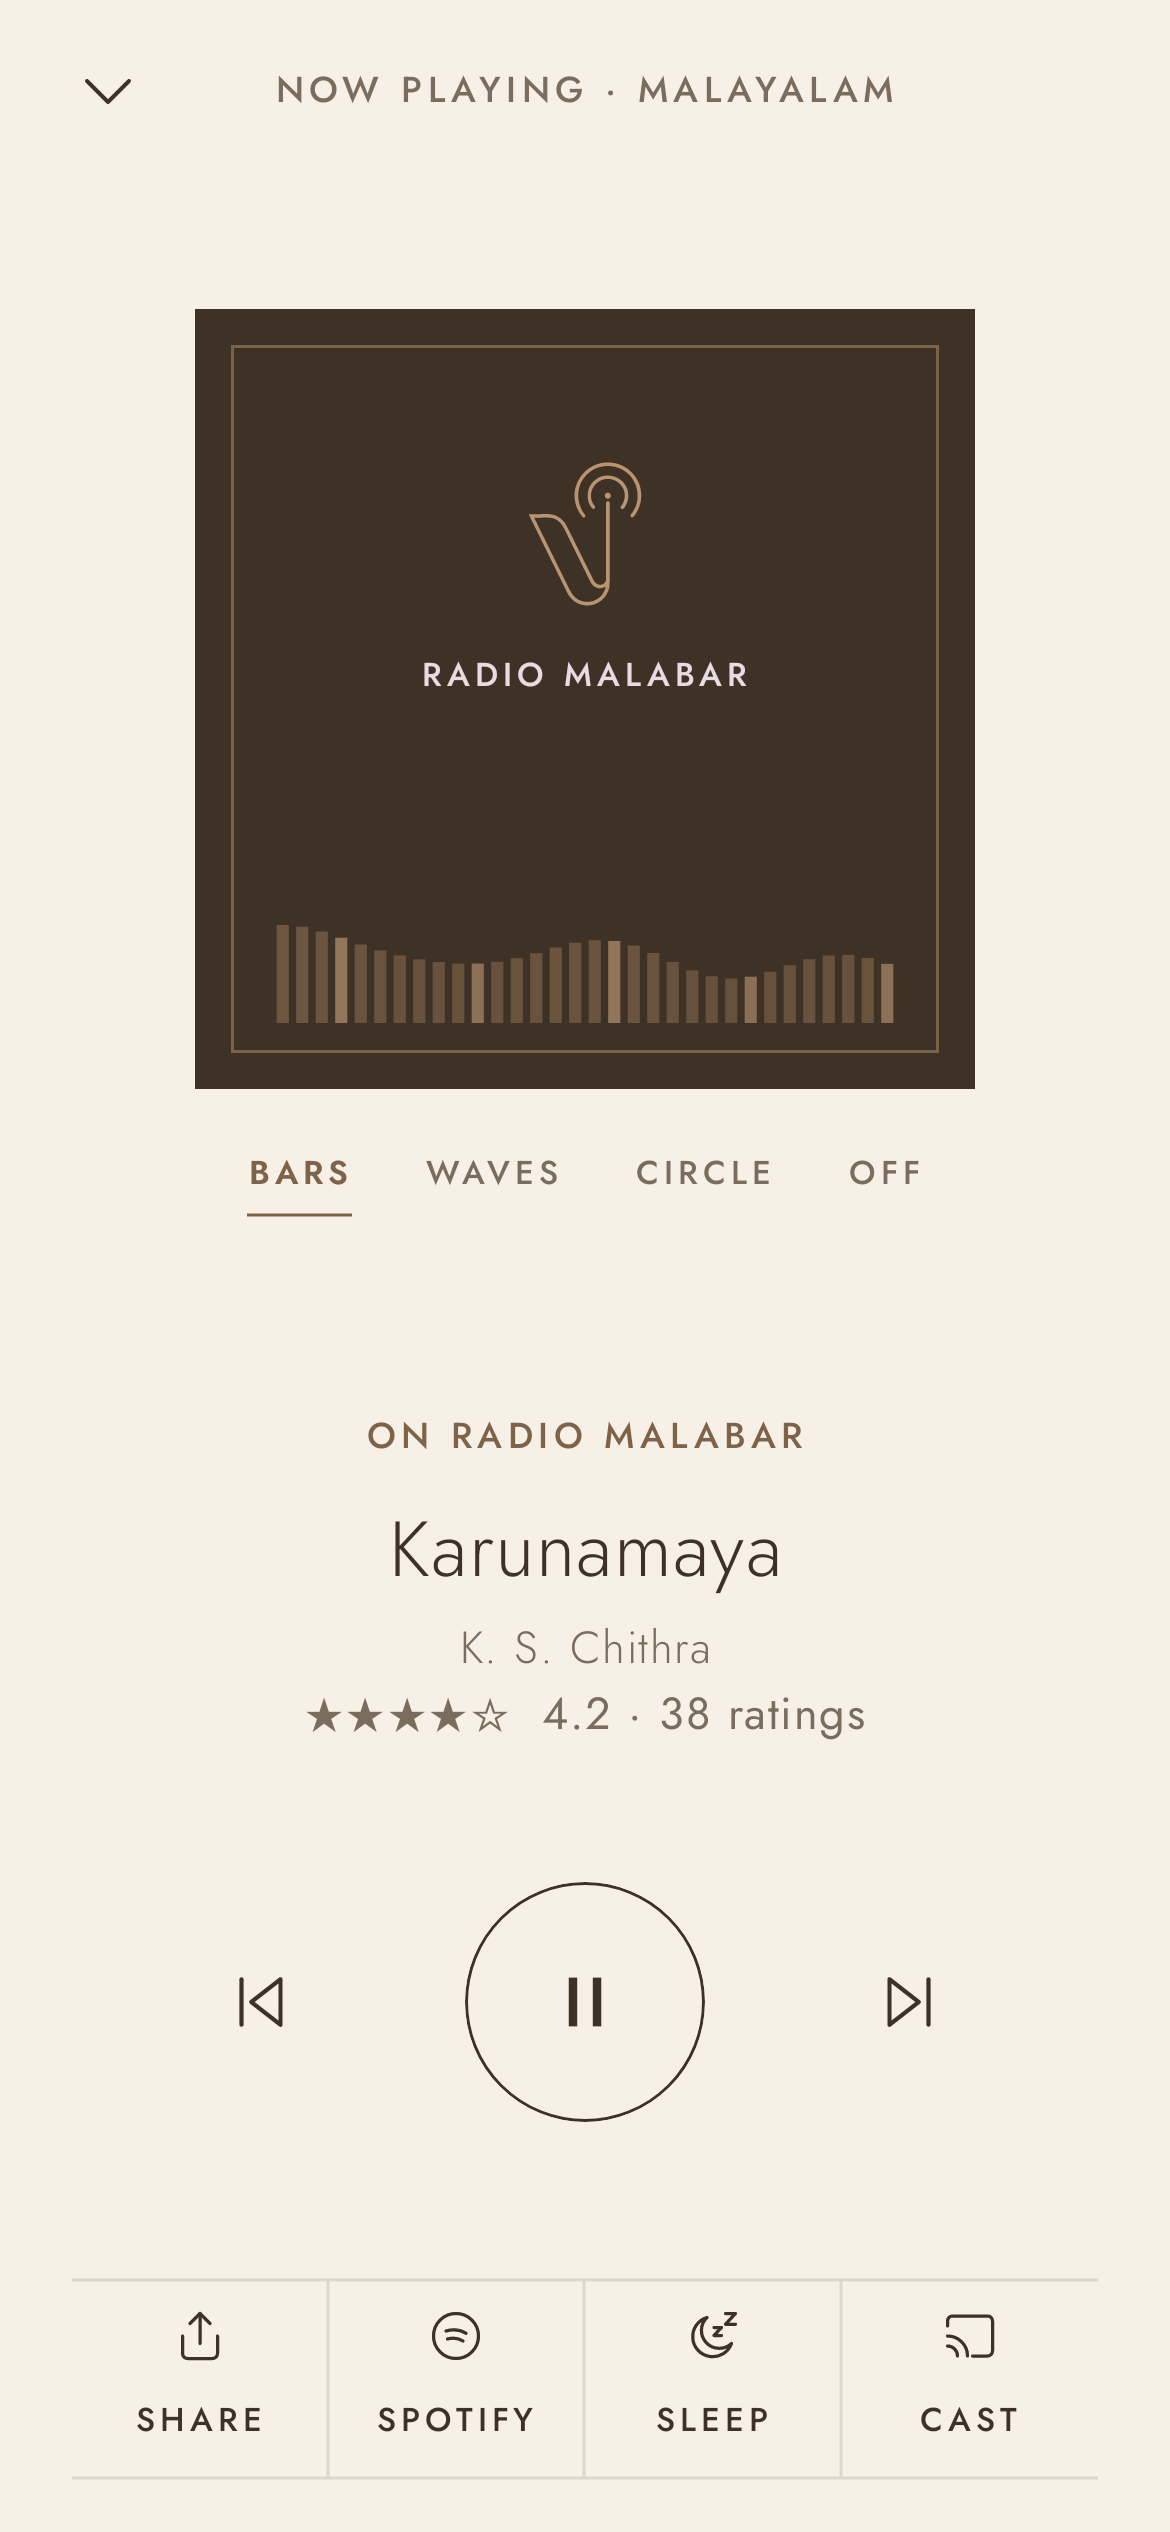 NOW PLAYING · MALAYALAM
RADIO MALABAR
BARS WAVES CIRCLE OFF
ON RADIO MALABAR
Karunamaya
K. S. Chithra
★★★★☆ 4.2 · 38 ratings
SHARE SPOTIFY SLEEP CAST